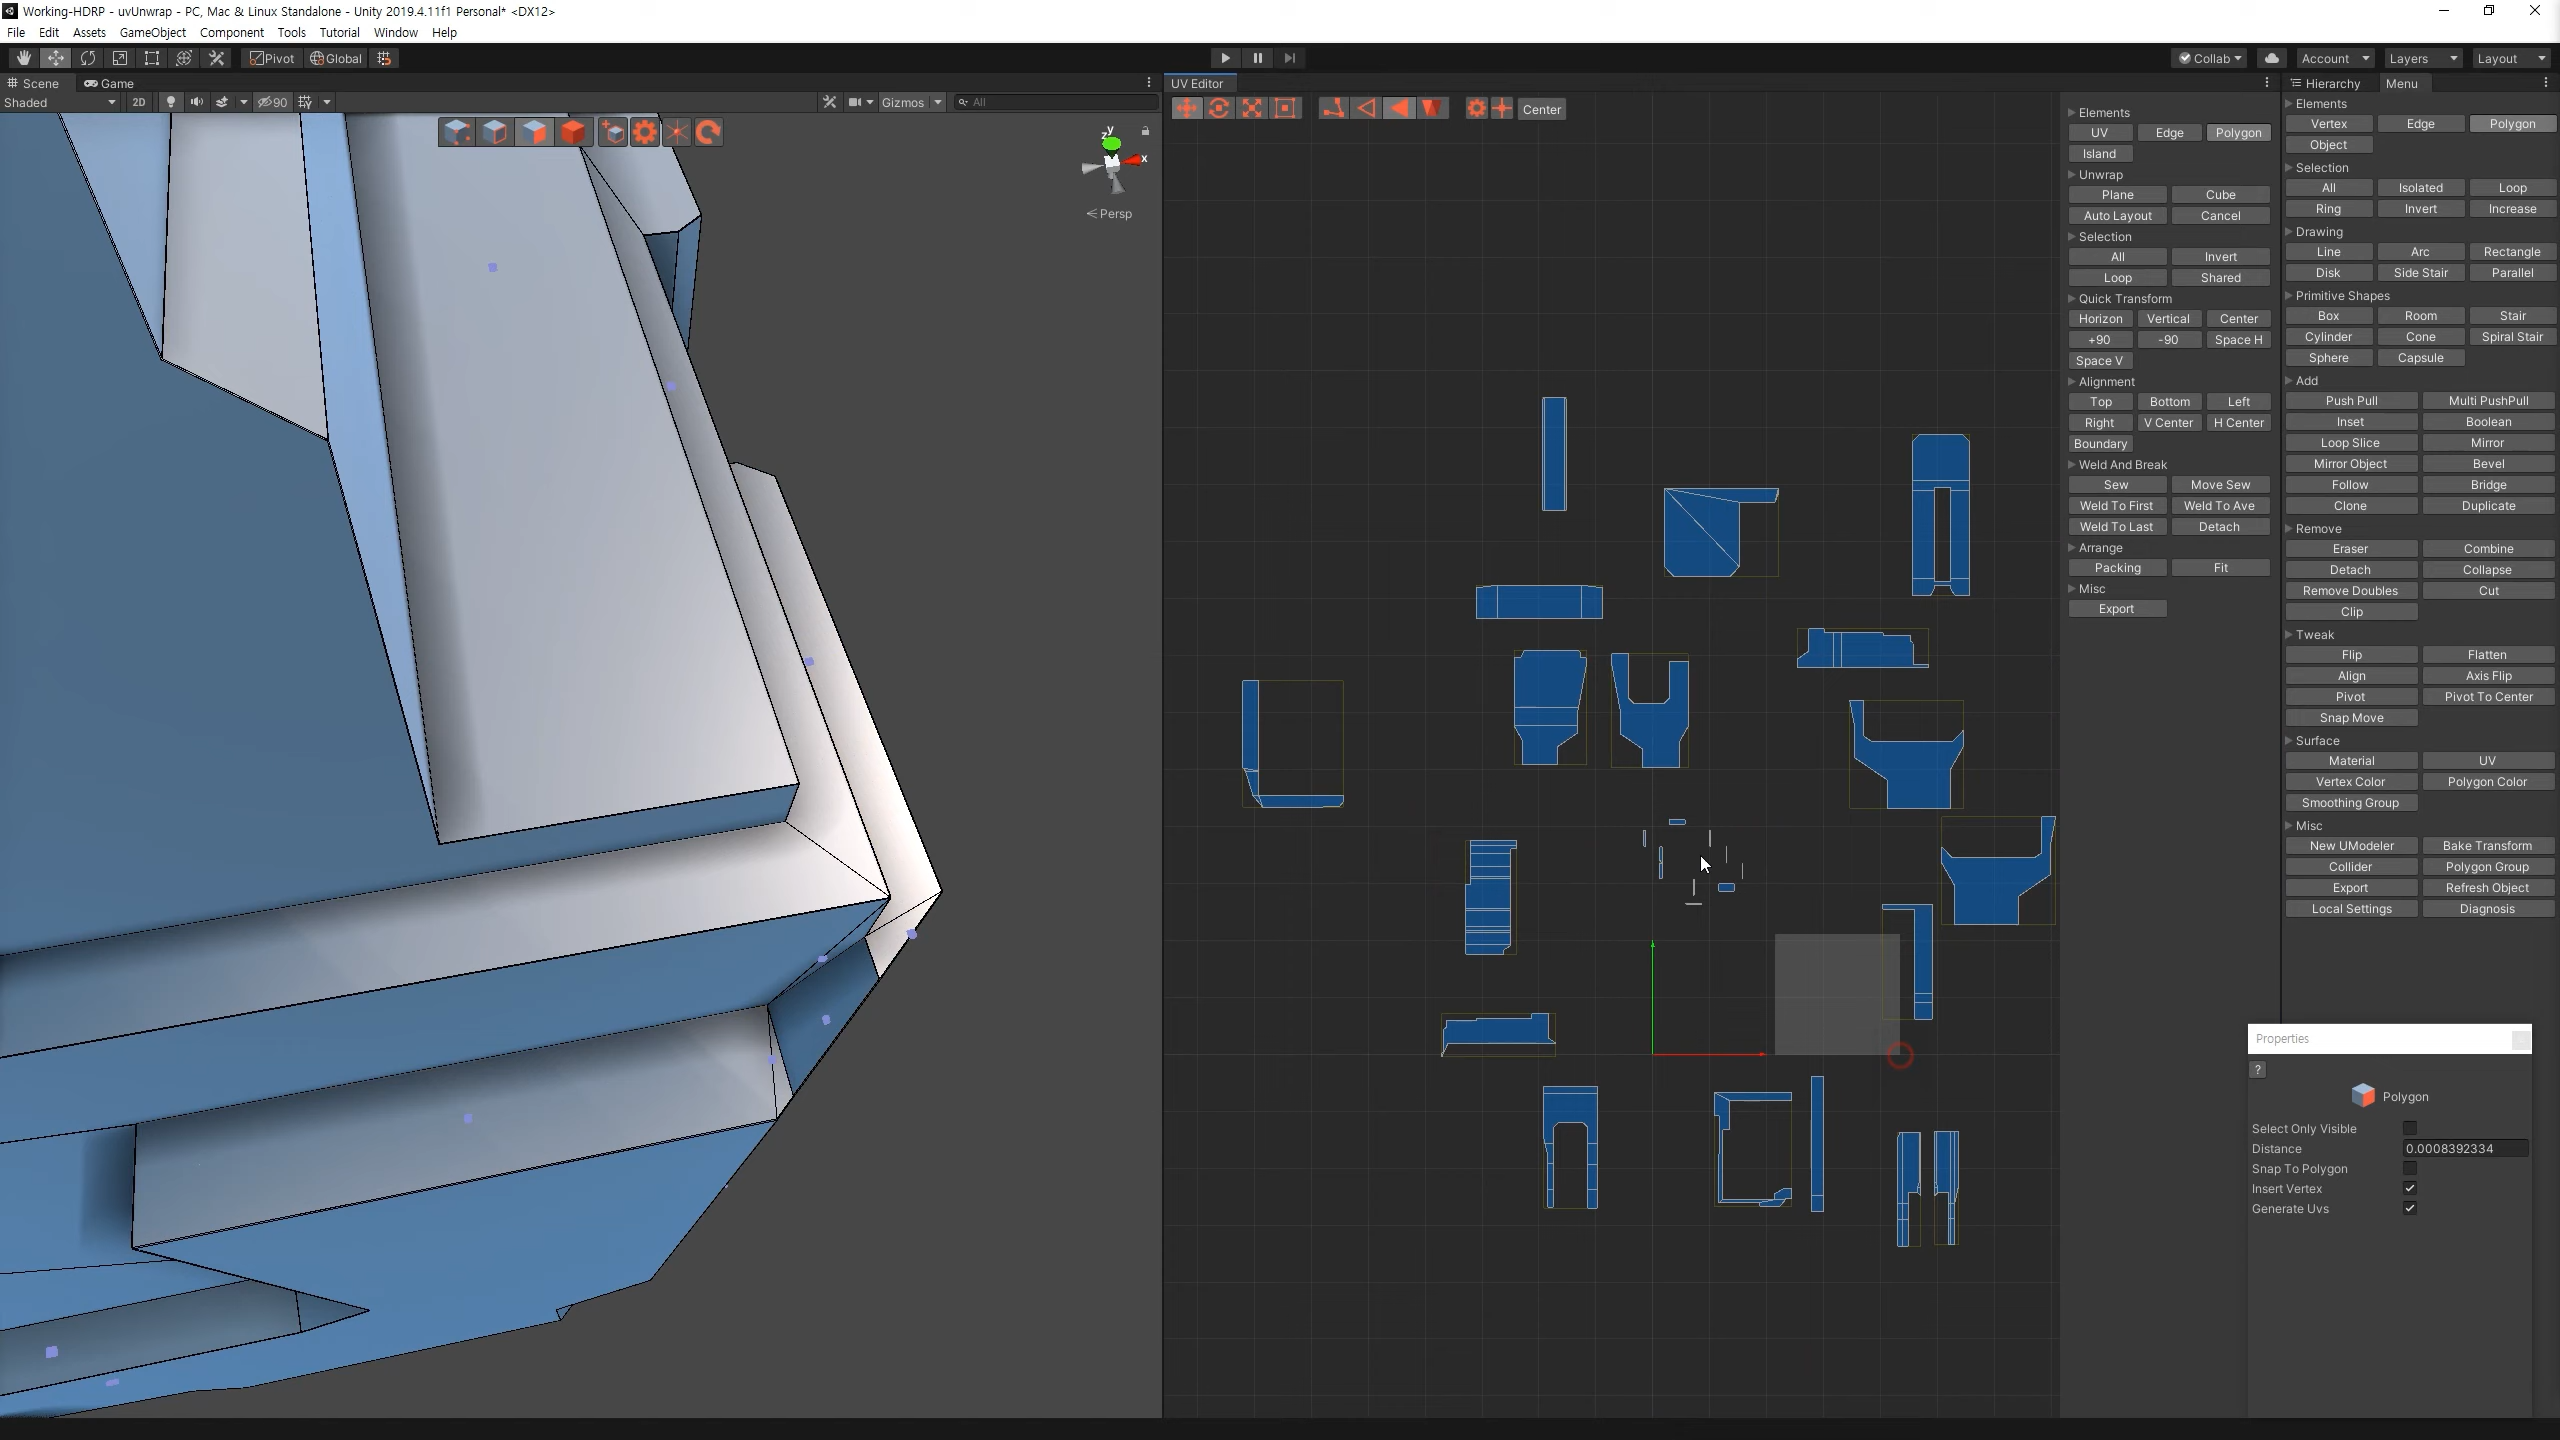 Working-HDRP - uvUnwrap - PC, Mac & Linux Standalone - Unity 2019.4.11f1 Personal* <DX12>
File Edit Assets GameObject Component Tools Tutorial Window Help
Pivot Global Collab Account Layers Layout
Scene Game
Shaded 2D 90 Gizmos All
y
z
x
Persp
UV Editor
Center
Elements
UV Edge Polygon
Island
Unwrap
Plane Cube
Auto Layout Cancel
Selection
All Invert
Loop Shared
Quick Transform
Horizon Vertical Center
+90 -90 Space H
Space V
Alignment
Top Bottom Left
Right V Center H Center
Boundary
Weld And Break
Sew Move Sew
Weld To First Weld To Ave
Weld To Last Detach
Arrange
Packing Fit
Misc
Export
Hierarchy Menu
Elements
Vertex Edge Polygon
Object
Selection
All Isolated Loop
Ring Invert Increase
Drawing
Line Arc Rectangle
Disk Side Stair Parallel
Primitive Shapes
Box Room Stair
Cylinder Cone Spiral Stair
Sphere Capsule
Add
Push Pull Multi PushPull
Inset Boolean
Loop Slice Mirror
Mirror Object Bevel
Follow Bridge
Clone Duplicate
Remove
Eraser Combine
Detach Collapse
Remove Doubles Cut
Clip
Tweak
Flip Flatten
Align Axis Flip
Pivot Pivot To Center
Snap Move
Surface
Material UV
Vertex Color Polygon Color
Smoothing Group
Misc
New UModeler Bake Transform
Collider Polygon Group
Export Refresh Object
Local Settings Diagnosis
Properties
?
Polygon
Select Only Visible
Distance 0.0008392334
Snap To Polygon
Insert Vertex
Generate Uvs